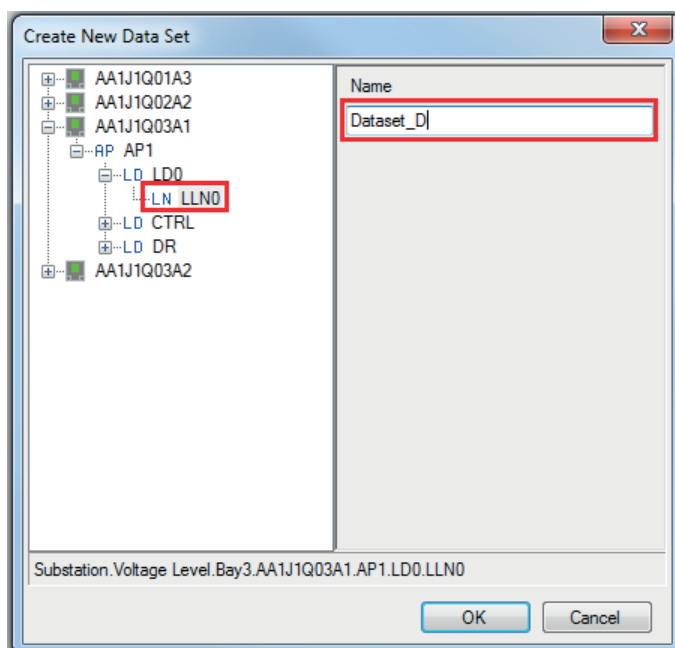 Create New Data Set
AA1J1Q01A3
AA1J1Q02A2
AA1J1Q03A1
AP AP1
LD LD0
LN LLN0
LD CTRL
LD DR
AA1J1Q03A2
Name
Dataset_D
Substation.Voltage Level.Bay3.AA1J1Q03A1.AP1.LD0.LLN0
OK
Cancel